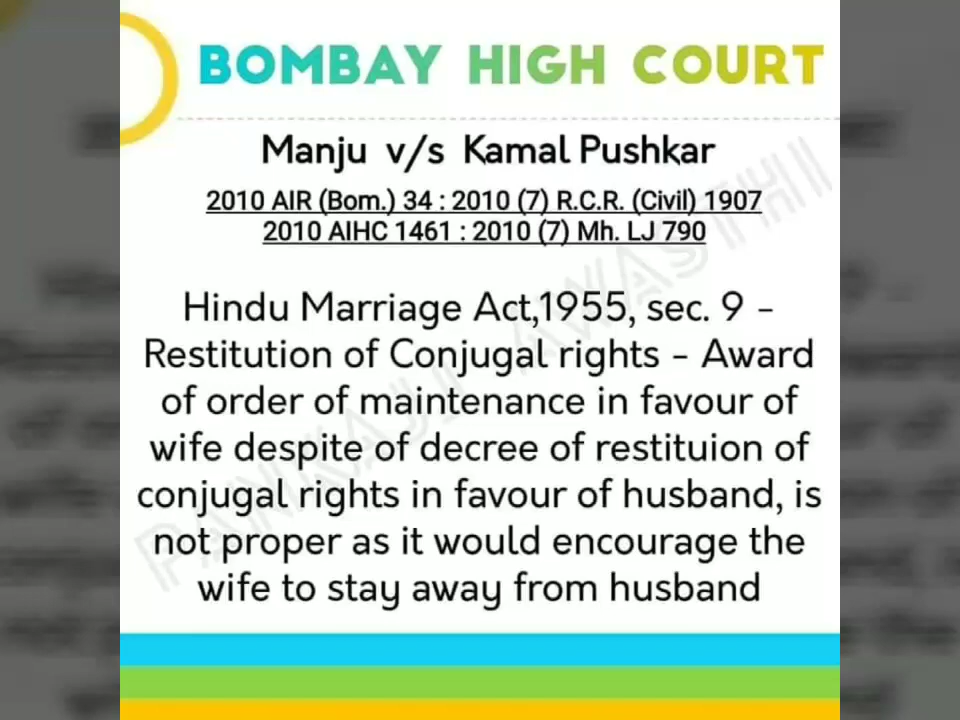 BOMBAY HIGH COURT
Manju v/s Kamal Pushkar
2010 AIR (Bom.) 34 : 2010 (7) R.C.R. (Civil) 1907
2010 AIHC 1461 : 2010 (7) Mh. LJ 790
Hindu Marriage Act,1955, sec. 9 -
Restitution of Conjugal rights - Award
of order of maintenance in favour of
wife despite of decree of restituion of
conjugal rights in favour of husband, is
not proper as it would encourage the
wife to stay away from husband
PANKAJ AWASTHI